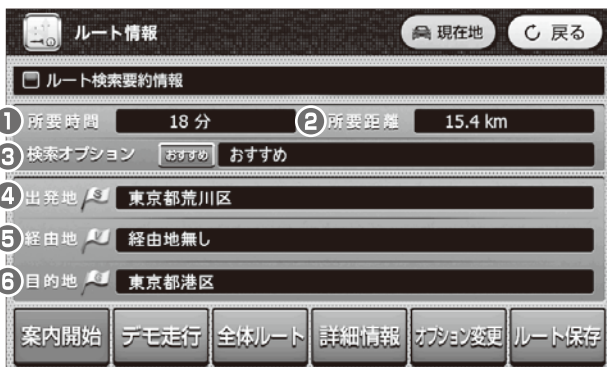 ルート情報 現在地 戻る
ルート検索要約情報
1 所要時間 18 分 2 所要距離 15.4 km
3 検索オプション おすすめ おすすめ
4 出発地 S 東京都荒川区
5 経由地 V 経由地無し
6 目的地 G 東京都港区
案内開始 デモ走行 全体ルート 詳細情報 オプション変更 ルート保存